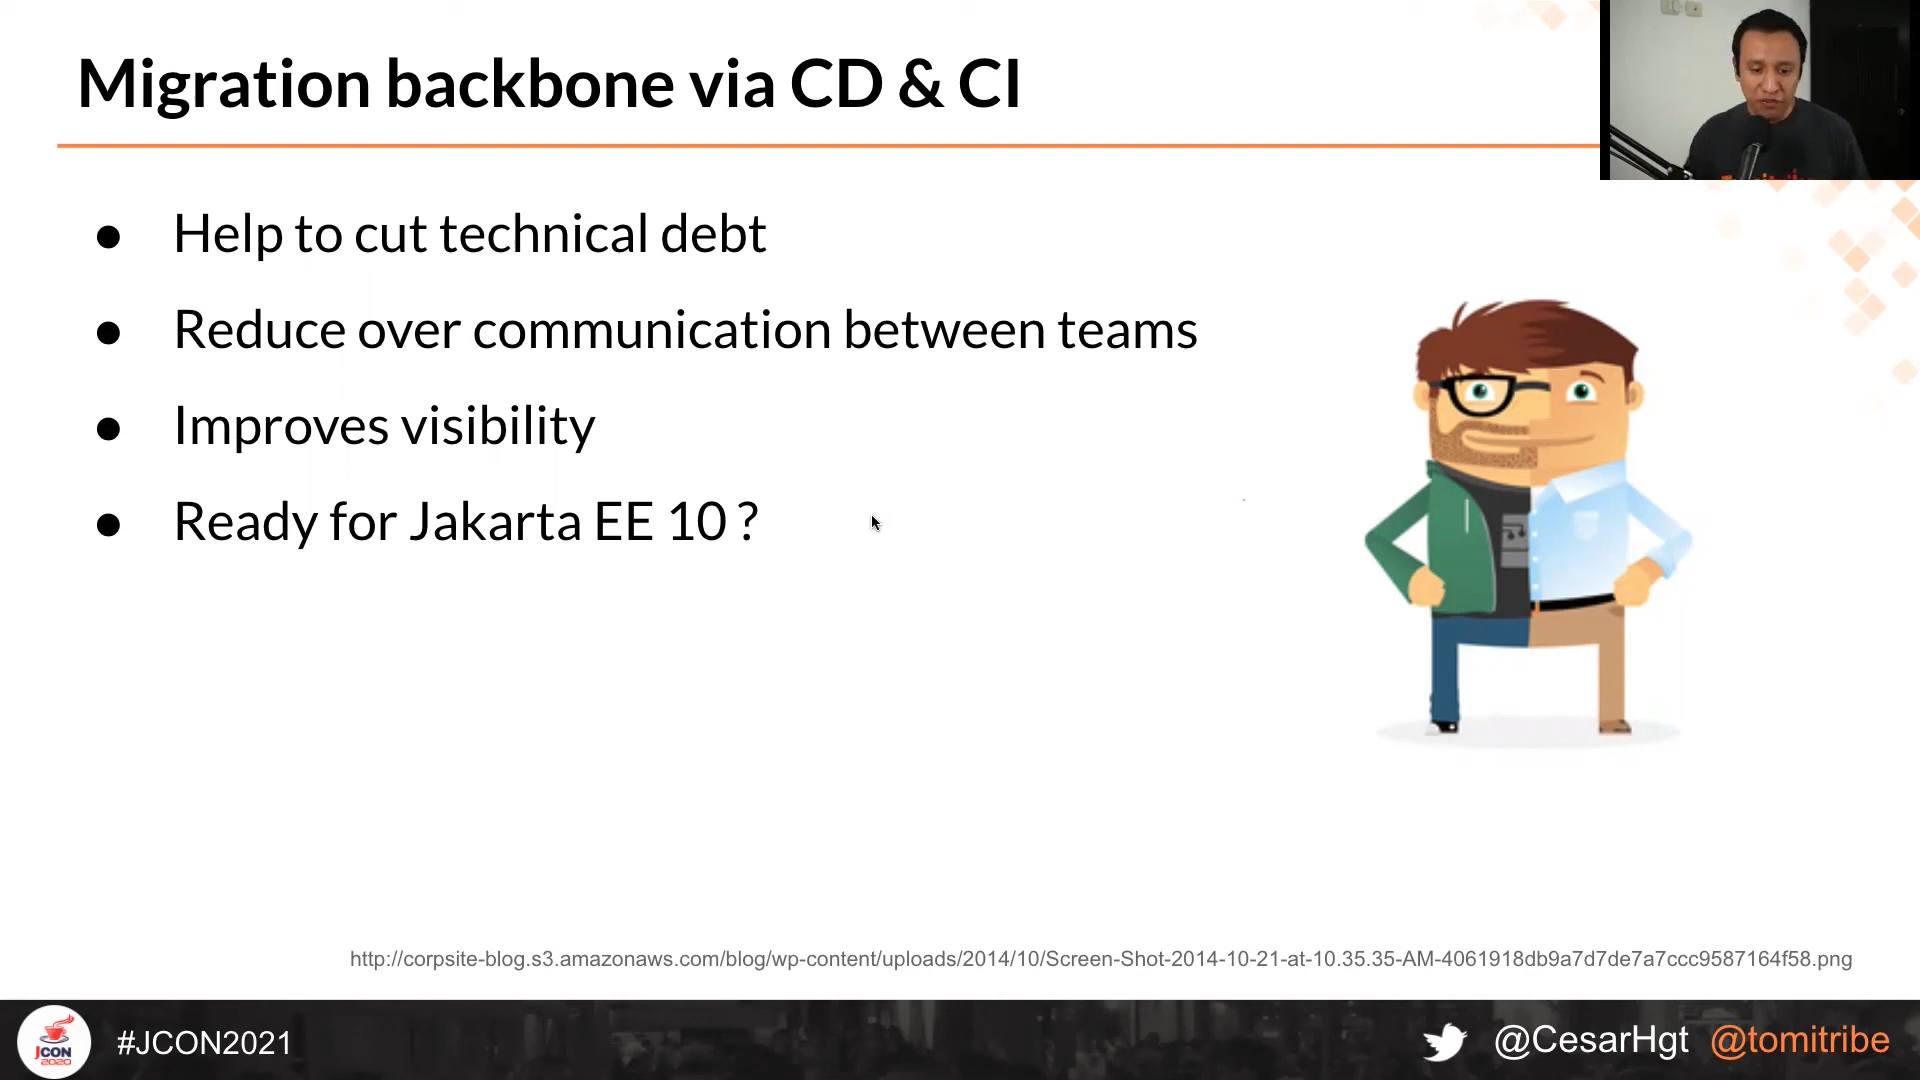 Migration backbone via CD & CI
● Help to cut technical debt
● Reduce over communication between teams
● Improves visibility
● Ready for Jakarta EE 10 ?
http://corpsite-blog.s3.amazonaws.com/blog/wp-content/uploads/2014/10/Screen-Shot-2014-10-21-at-10.35.35-AM-4061918db9a7d7de7a7ccc9587164f58.png
JCON
2020
#JCON2021
@CesarHgt @tomitribe